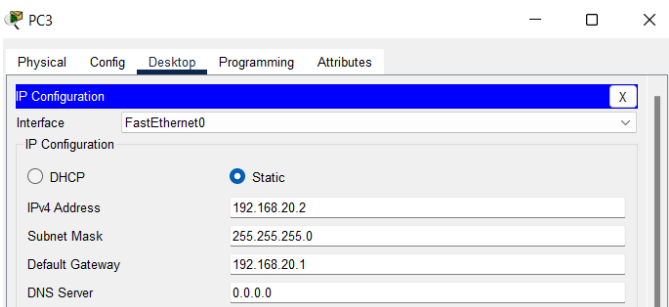 PC3
Physical Config Desktop Programming Attributes
IP Configuration X
Interface FastEthernet0
IP Configuration
DHCP Static
IPv4 Address 192.168.20.2
Subnet Mask 255.255.255.0
Default Gateway 192.168.20.1
DNS Server 0.0.0.0